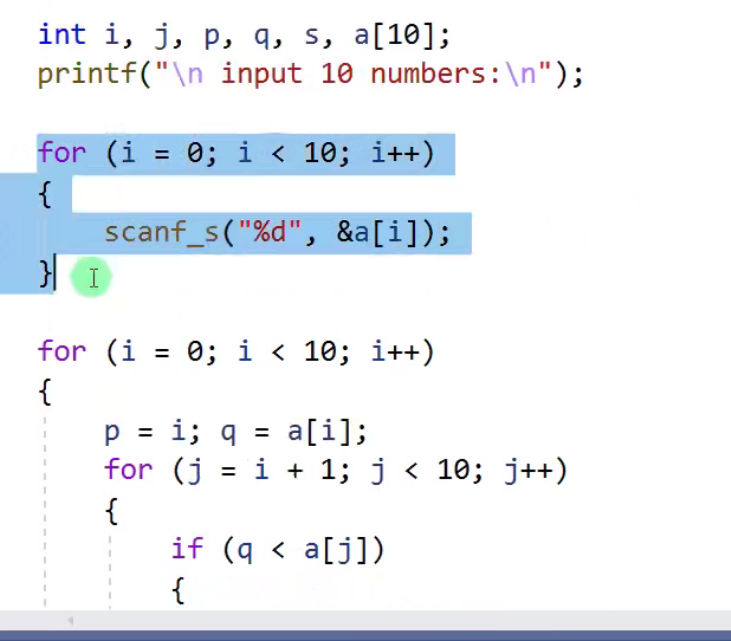 int i, j, p, q, s, a[10];
printf("\n input 10 numbers:\n");
for (i = 0; i < 10; i++)
{
scanf_s("%d", &a[i]);
}
for (i = 0; i < 10; i++)
{
p = i; q = a[i];
for (j = i + 1; j < 10; j++)
{
if (q < a[j])
{